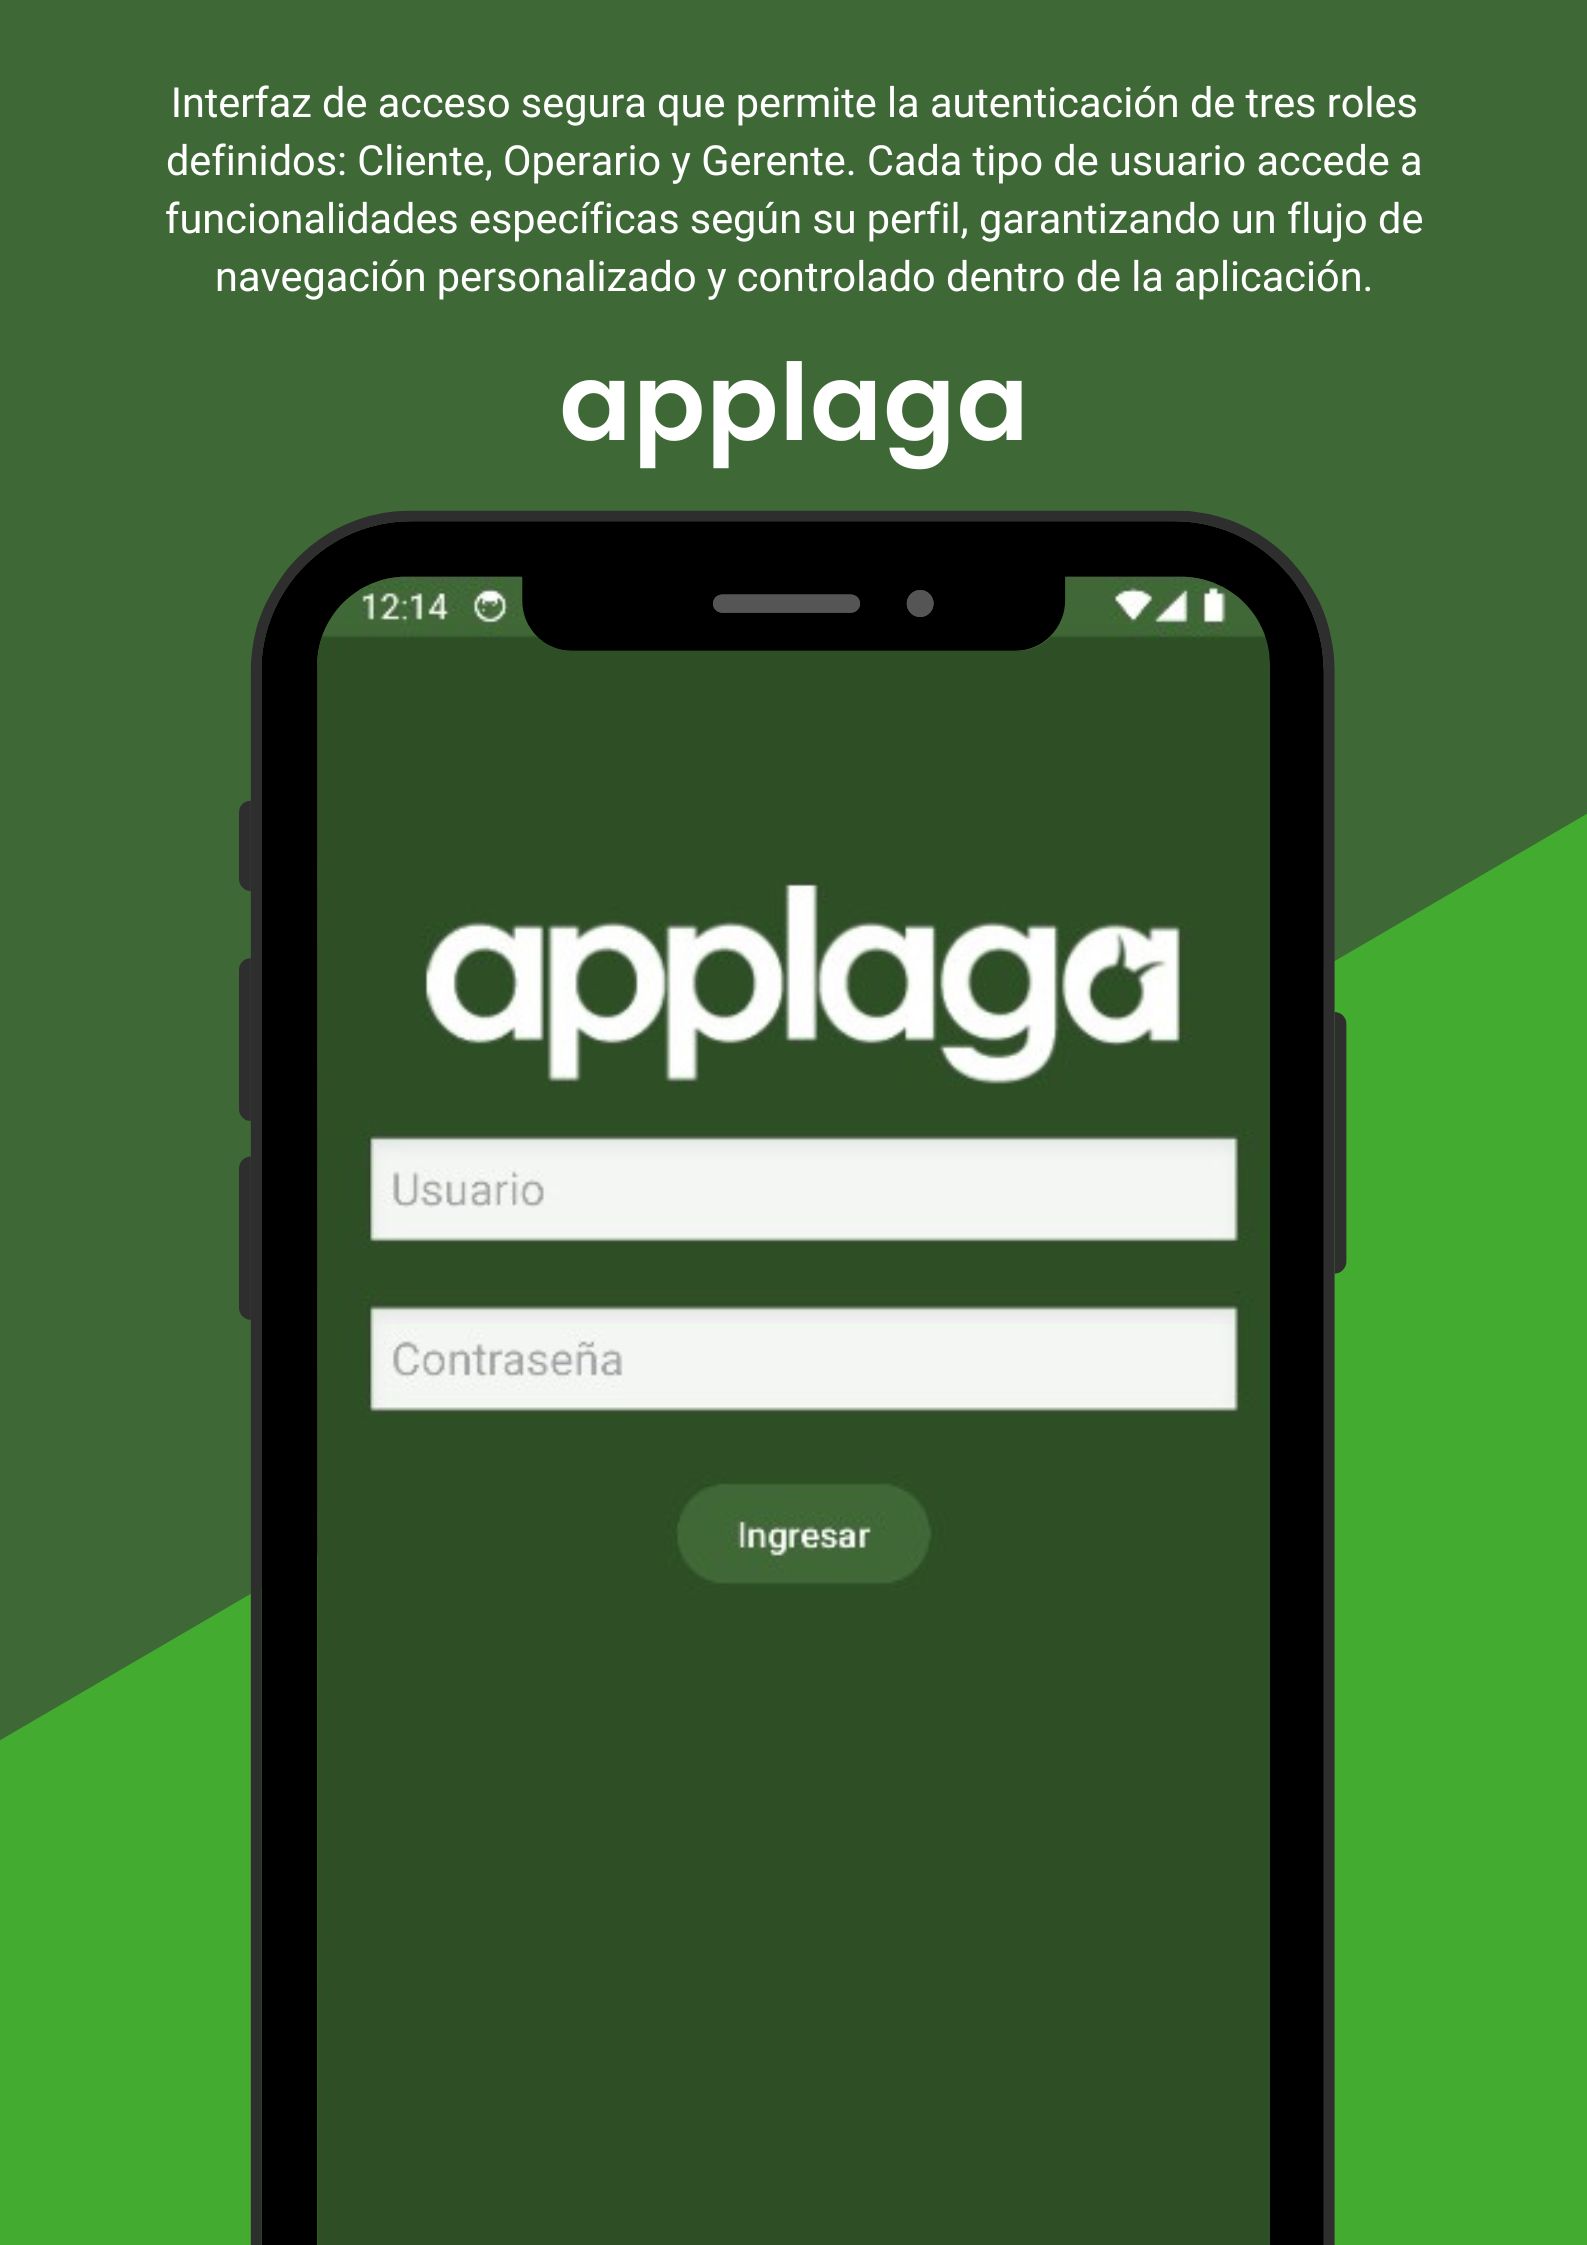 Interfaz de acceso segura que permite la autenticación de tres roles
definidos: Cliente, Operario y Gerente. Cada tipo de usuario accede a
funcionalidades específicas según su perfil, garantizando un flujo de
navegación personalizado y controlado dentro de la aplicación.
applaga
12:14
applaga
Usuario
Contraseña
Ingresar